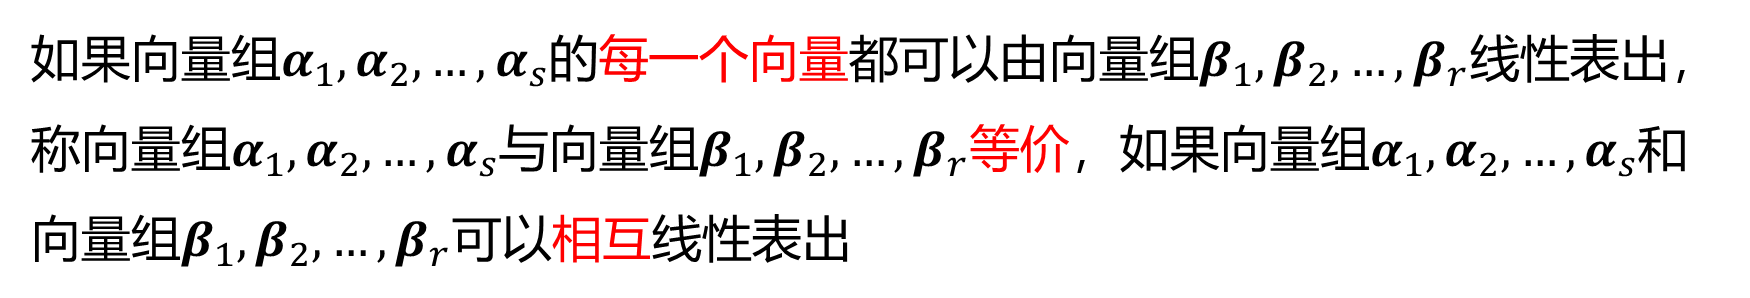 如果向量组α₁, α₂, … , αₛ的每一个向量都可以由向量组β₁, β₂, … , βᵣ线性表出，
称向量组α₁, α₂, … , αₛ与向量组β₁, β₂, … , βᵣ等价，如果向量组α₁, α₂, … , αₛ和
向量组β₁, β₂, … , βᵣ可以相互线性表出